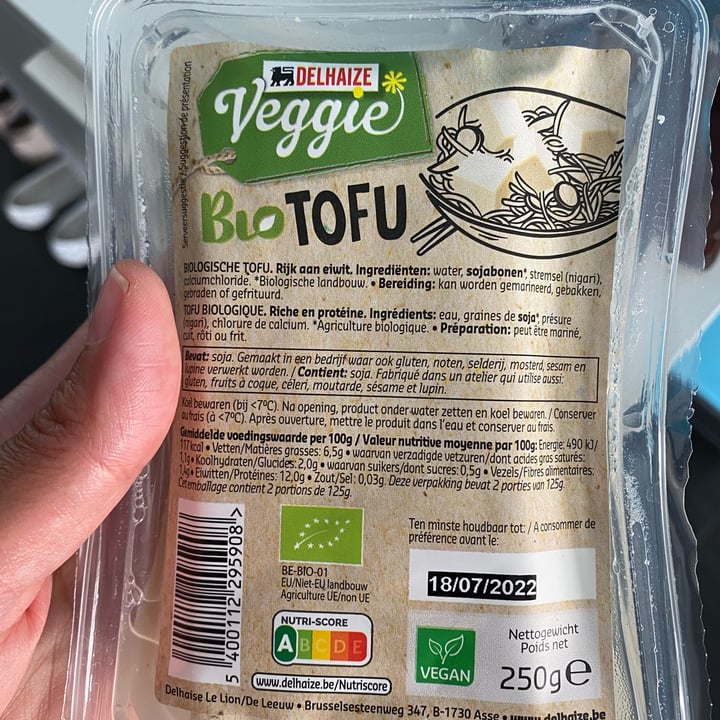 Serveersuggestie / Suggestion de présentation
DELHAIZE
Veggie
Bio TOFU
BIOLOGISCHE TOFU. Rijk aan eiwit. Ingrediënten: water, sojabonen*, stremsel (nigari),
calciumchloride. *Biologische landbouw. • Bereiding: kan worden gemarineerd, gebakken,
gebraden of gefrituurd.
TOFU BIOLOGIQUE. Riche en protéine. Ingrédients: eau, graines de soja*, présure
(nigari), chlorure de calcium. *Agriculture biologique. • Préparation: peut être mariné,
cuit, rôti ou frit.
Bevat: soja. Gemaakt in een bedrijf waar ook gluten, noten, selderij, mosterd, sesam en
lupine verwerkt worden. / Contient: soja. Fabriqué dans un atelier qui utilise aussi:
gluten, fruits à coque, céleri, moutarde, sésame et lupin.
Koel bewaren (bij <7°C). Na opening, product onder water zetten en koel bewaren. / Conserver
au frais (à <7°C). Après ouverture, mettre le produit dans l'eau et conserver au frais.
Gemiddelde voedingswaarde per 100g / Valeur nutritive moyenne par 100g: Energie: 490 kJ/
117 kcal • Vetten/Matières grasses: 6,5g • waarvan verzadigde vetzuren/dont acides gras saturés:
1,1g • Koolhydraten/Glucides: 2,0g • waarvan suikers/dont sucres: 0,5g • Vezels/Fibres alimentaires:
1,4g • Eiwitten/Protéines: 12,0g • Zout/Sel: 0,03g. Deze verpakking bevat 2 porties van 125g.
Cet emballage contient 2 portions de 125g.
5 400112 295908 >
BE-BIO-01
EU/Niet-EU landbouw
Agriculture UE/non UE
NUTRI-SCORE
A B C D E
www.delhaize.be/Nutriscore
Ten minste houdbaar tot: / A consommer de
préférence avant le:
18/07/2022
VEGAN
Nettogewicht
Poids net
250g e
Delhaize Le Lion/De Leeuw • Brusselsesteenweg 347, B-1730 Asse • www.delhaize.be